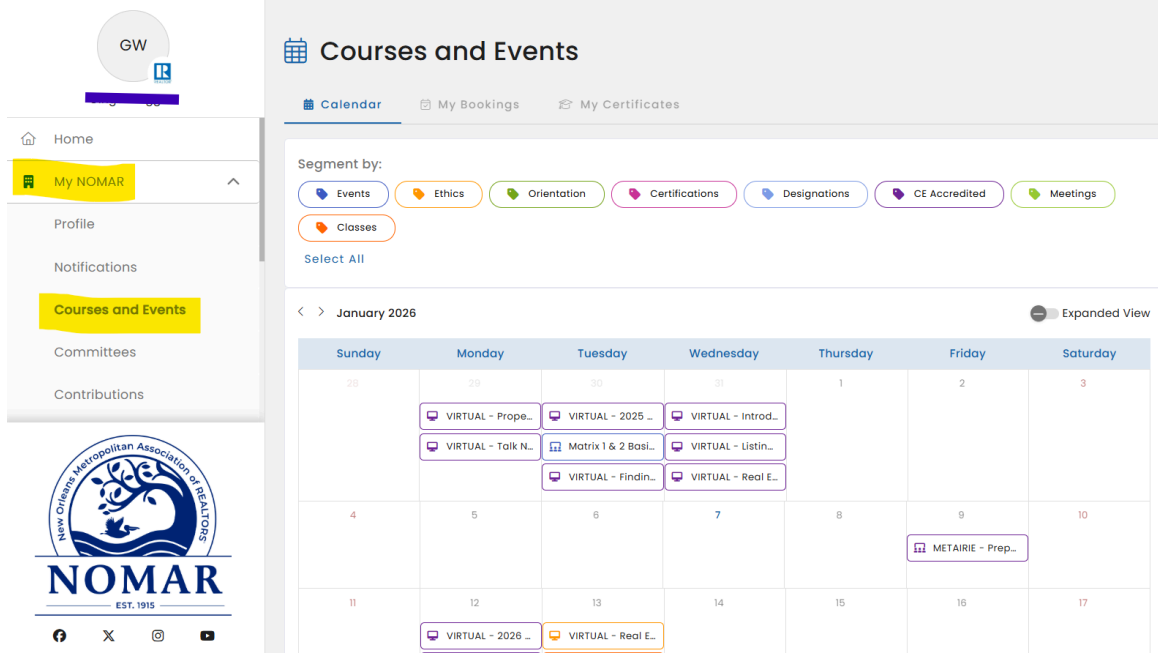 GW
REALTOR
Home
My NOMAR
Profile
Notifications
Courses and Events
Committees
Contributions
New Orleans Metropolitan Association of REALTORS
NOMAR
EST. 1915
Courses and Events
Calendar My Bookings My Certificates
Segment by:
Events Ethics Orientation Certifications Designations CE Accredited Meetings
Classes
Select All
January 2026 Expanded View
Sunday Monday Tuesday Wednesday Thursday Friday Saturday
28 29 30 31 1 2 3
VIRTUAL - Prope... VIRTUAL - 2025 ... VIRTUAL - Introd...
VIRTUAL - Talk N... Matrix 1 & 2 Basi... VIRTUAL - Listin...
VIRTUAL - Findin... VIRTUAL - Real E...
4 5 6 7 8 9 10
METAIRIE - Prep...
11 12 13 14 15 16 17
VIRTUAL - 2026 ... VIRTUAL - Real E...